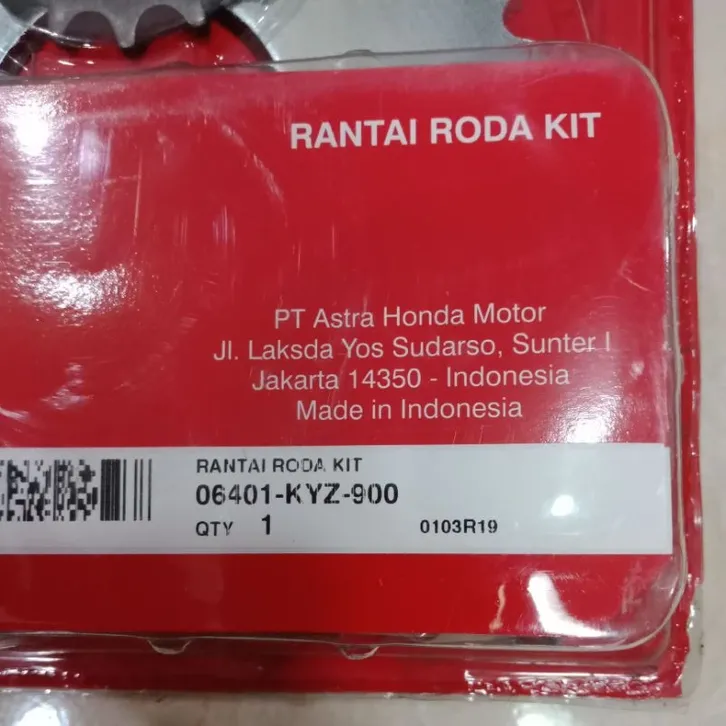 RANTAI RODA KIT
PT Astra Honda Motor
Jl. Laksda Yos Sudarso, Sunter I
Jakarta 14350 - Indonesia
Made in Indonesia
RANTAI RODA KIT
06401-KYZ-900
QTY 1 0103R19